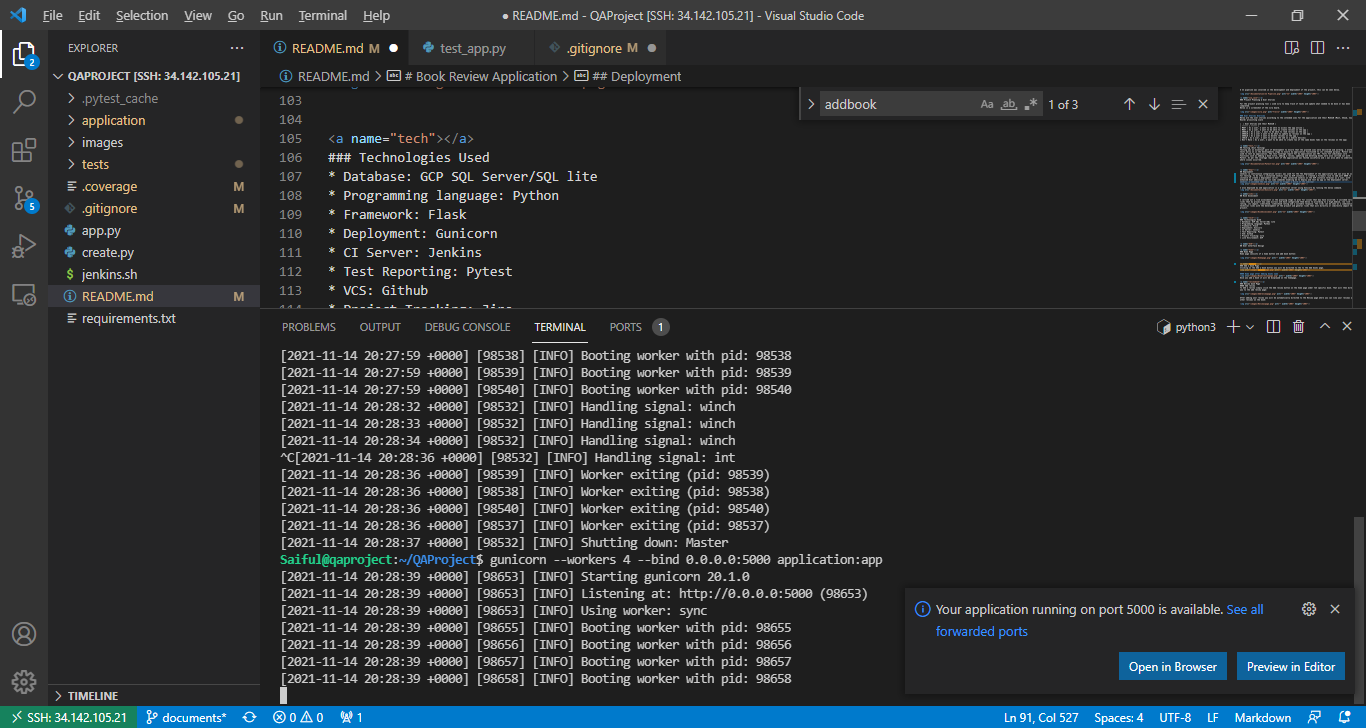 File Edit Selection View Go Run Terminal Help
● README.md - QAProject [SSH: 34.142.105.21] - Visual Studio Code
EXPLORER
QAPROJECT [SSH: 34.142.105.21]
.pytest_cache
application
images
tests
.coverage M
.gitignore M
app.py
create.py
$ jenkins.sh
README.md M
requirements.txt
TIMELINE
2
5
README.md M
test_app.py
.gitignore M
README.md > # Book Review Application > ## Deployment
addbook Aa ab .* 1 of 3
103
104
105 <a name="tech"></a>
106 ### Technologies Used
107 * Database: GCP SQL Server/SQL lite
108 * Programming language: Python
109 * Framework: Flask
110 * Deployment: Gunicorn
111 * CI Server: Jenkins
112 * Test Reporting: Pytest
113 * VCS: Github
114 * Project Tracking: Jira
PROBLEMS OUTPUT DEBUG CONSOLE TERMINAL PORTS 1
python3
[2021-11-14 20:27:59 +0000] [98538] [INFO] Booting worker with pid: 98538
[2021-11-14 20:27:59 +0000] [98539] [INFO] Booting worker with pid: 98539
[2021-11-14 20:27:59 +0000] [98540] [INFO] Booting worker with pid: 98540
[2021-11-14 20:28:32 +0000] [98532] [INFO] Handling signal: winch
[2021-11-14 20:28:33 +0000] [98532] [INFO] Handling signal: winch
[2021-11-14 20:28:34 +0000] [98532] [INFO] Handling signal: winch
^C[2021-11-14 20:28:36 +0000] [98532] [INFO] Handling signal: int
[2021-11-14 20:28:36 +0000] [98539] [INFO] Worker exiting (pid: 98539)
[2021-11-14 20:28:36 +0000] [98538] [INFO] Worker exiting (pid: 98538)
[2021-11-14 20:28:36 +0000] [98540] [INFO] Worker exiting (pid: 98540)
[2021-11-14 20:28:36 +0000] [98537] [INFO] Worker exiting (pid: 98537)
[2021-11-14 20:28:37 +0000] [98532] [INFO] Shutting down: Master
Saiful@qaproject:~/QAProject$ gunicorn --workers 4 --bind 0.0.0.0:5000 application:app
[2021-11-14 20:28:39 +0000] [98653] [INFO] Starting gunicorn 20.1.0
[2021-11-14 20:28:39 +0000] [98653] [INFO] Listening at: http://0.0.0.0:5000 (98653)
[2021-11-14 20:28:39 +0000] [98653] [INFO] Using worker: sync
[2021-11-14 20:28:39 +0000] [98655] [INFO] Booting worker with pid: 98655
[2021-11-14 20:28:39 +0000] [98656] [INFO] Booting worker with pid: 98656
[2021-11-14 20:28:39 +0000] [98657] [INFO] Booting worker with pid: 98657
[2021-11-14 20:28:39 +0000] [98658] [INFO] Booting worker with pid: 98658
Your application running on port 5000 is available. See all
forwarded ports
Open in Browser
Preview in Editor
SSH: 34.142.105.21 documents* 0 0 1
Ln 91, Col 527 Spaces: 4 UTF-8 LF Markdown